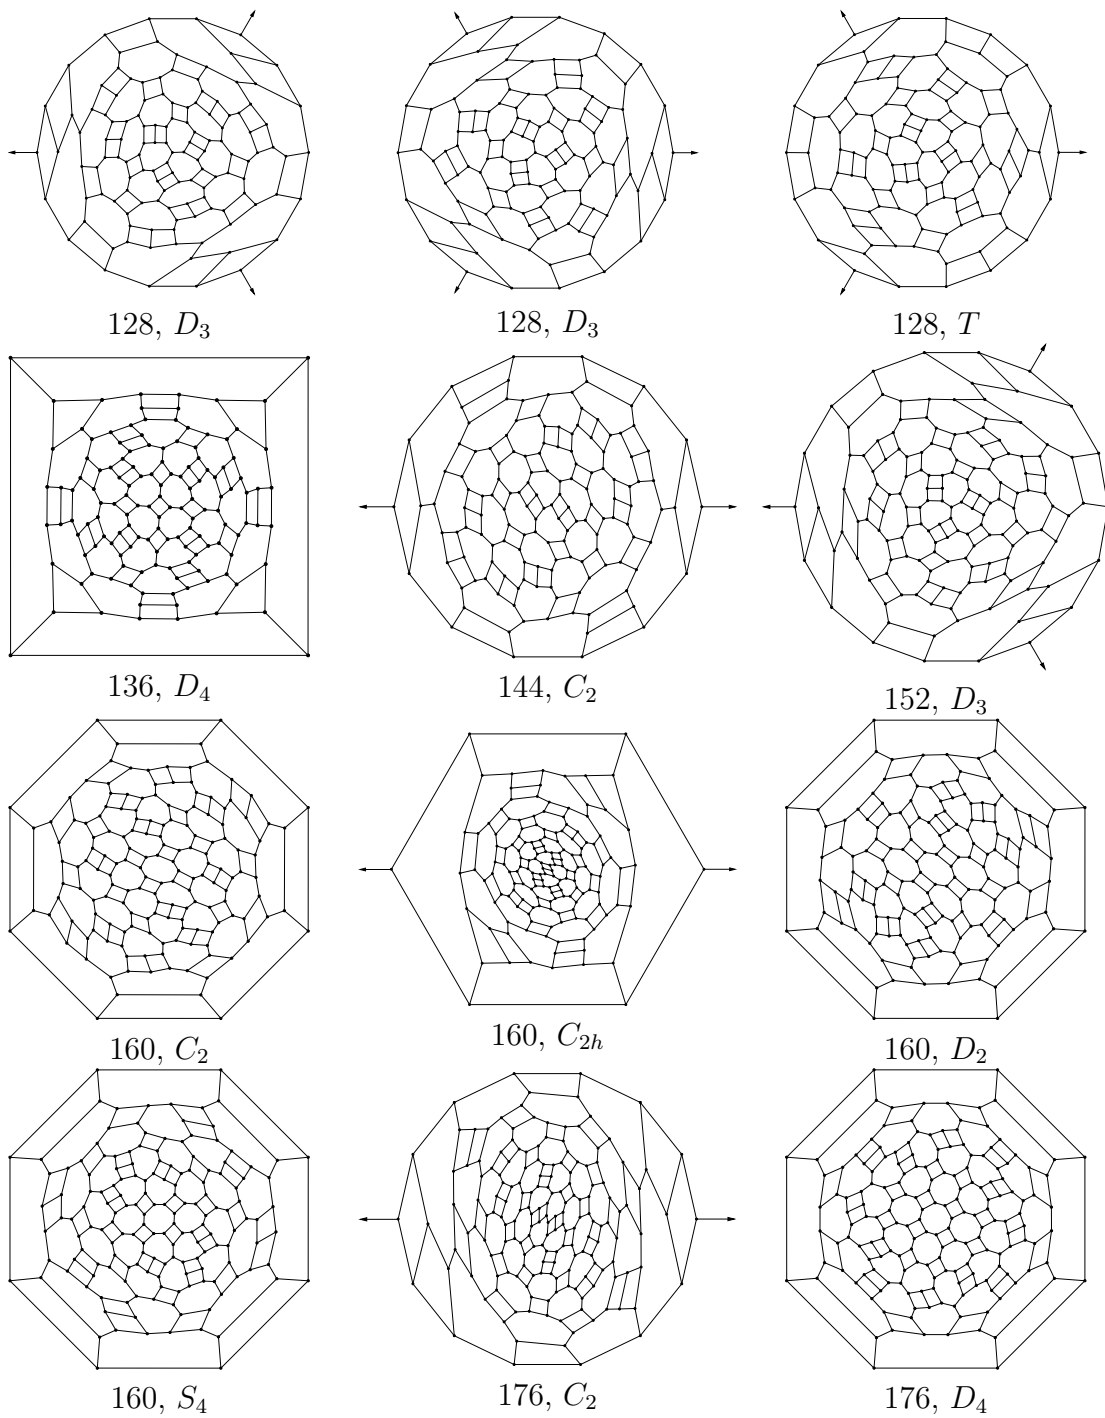 128, D₃
128, D₃
128, T
136, D₄
144, C₂
152, D₃
160, C₂
160, C₂ₕ
160, D₂
160, S₄
176, C₂
176, D₄